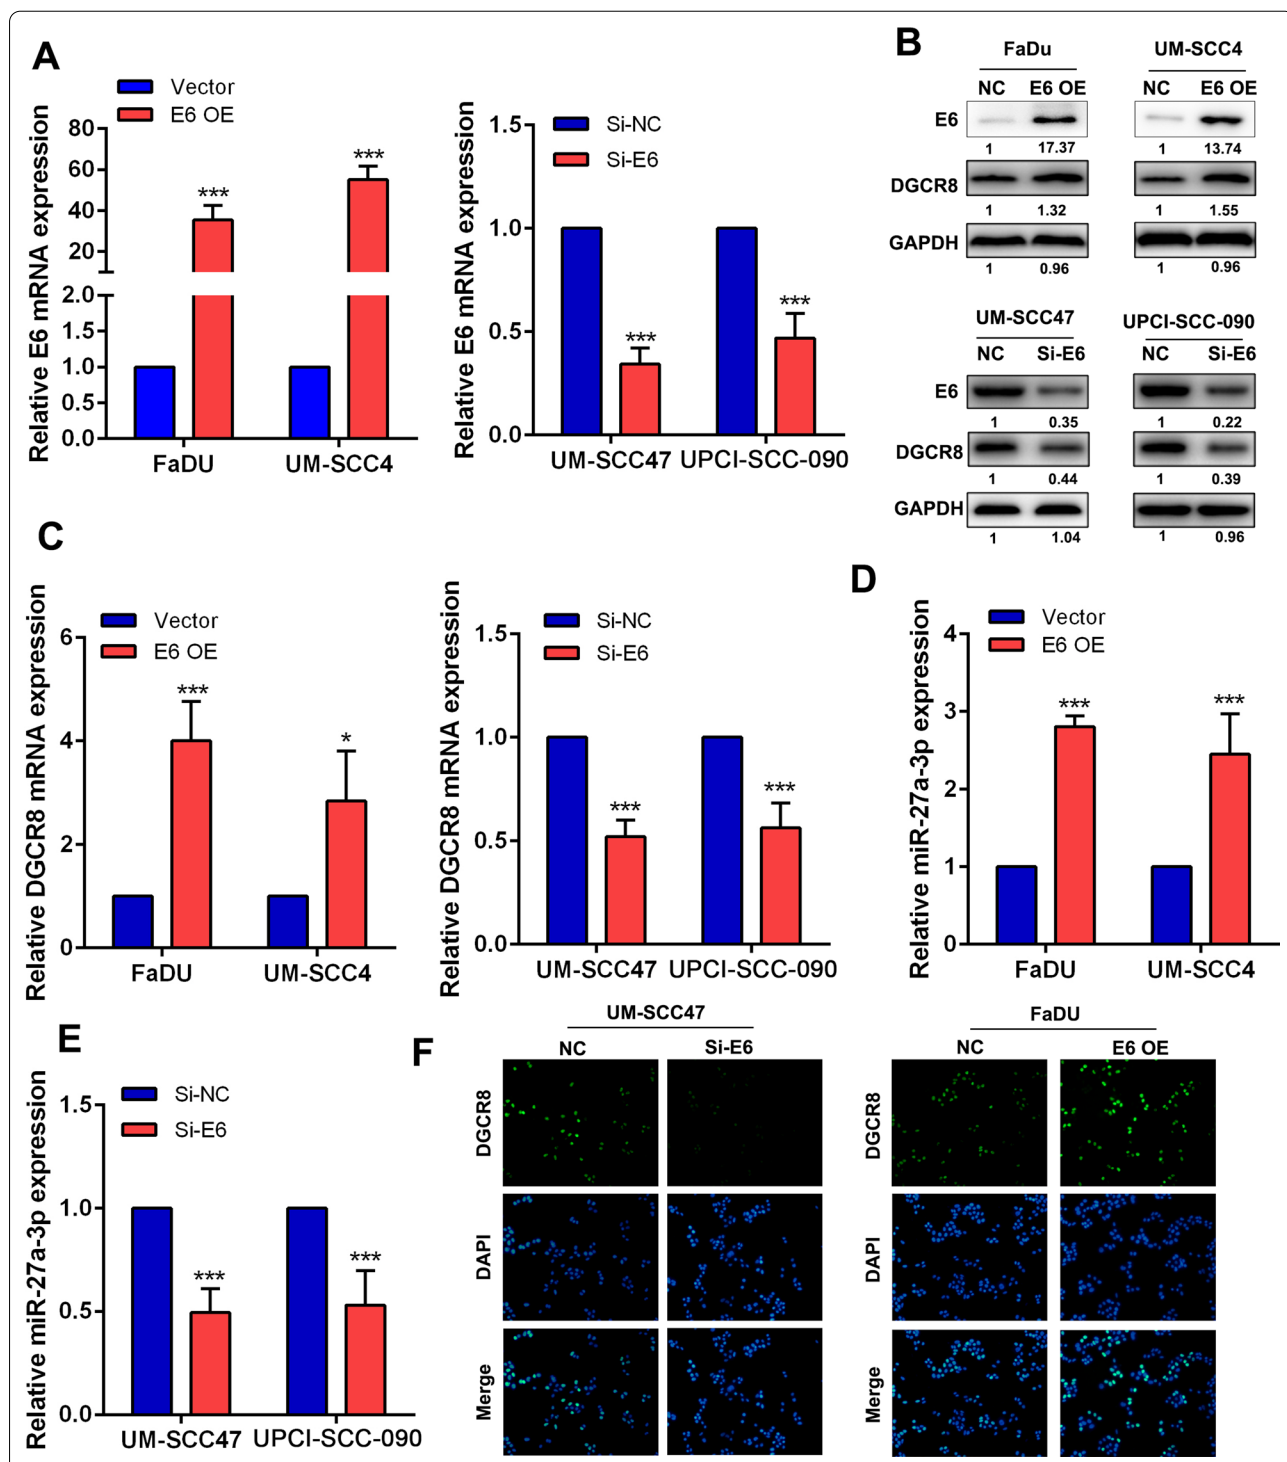 A
Vector
E6 OE
Relative E6 mRNA expression
80
60
40
20
2.0
1.5
1.0
0.5
0.0
***
***
FaDU
UM-SCC4
Si-NC
Si-E6
Relative E6 mRNA expression
1.5
1.0
0.5
0.0
***
***
UM-SCC47
UPCI-SCC-090
B
FaDu
UM-SCC4
NC E6 OE
NC E6 OE
E6
1 17.37
1 13.74
DGCR8
1 1.32
1 1.55
GAPDH
1 0.96
1 0.96
UM-SCC47
UPCI-SCC-090
NC Si-E6
NC Si-E6
E6
1 0.35
1 0.22
DGCR8
1 0.44
1 0.39
GAPDH
1 1.04
1 0.96
C
Vector
E6 OE
Relative DGCR8 mRNA expression
6
4
2
0
***
*
FaDU
UM-SCC4
Si-NC
Si-E6
Relative DGCR8 mRNA expression
1.5
1.0
0.5
0.0
***
***
UM-SCC47
UPCI-SCC-090
D
Vector
E6 OE
Relative miR-27a-3p expression
4
3
2
1
0
***
***
FaDU
UM-SCC4
E
Si-NC
Si-E6
Relative miR-27a-3p expression
1.5
1.0
0.5
0.0
***
***
UM-SCC47
UPCI-SCC-090
F
UM-SCC47
NC Si-E6
DGCR8
DAPI
Merge
FaDU
NC E6 OE
DGCR8
DAPI
Merge